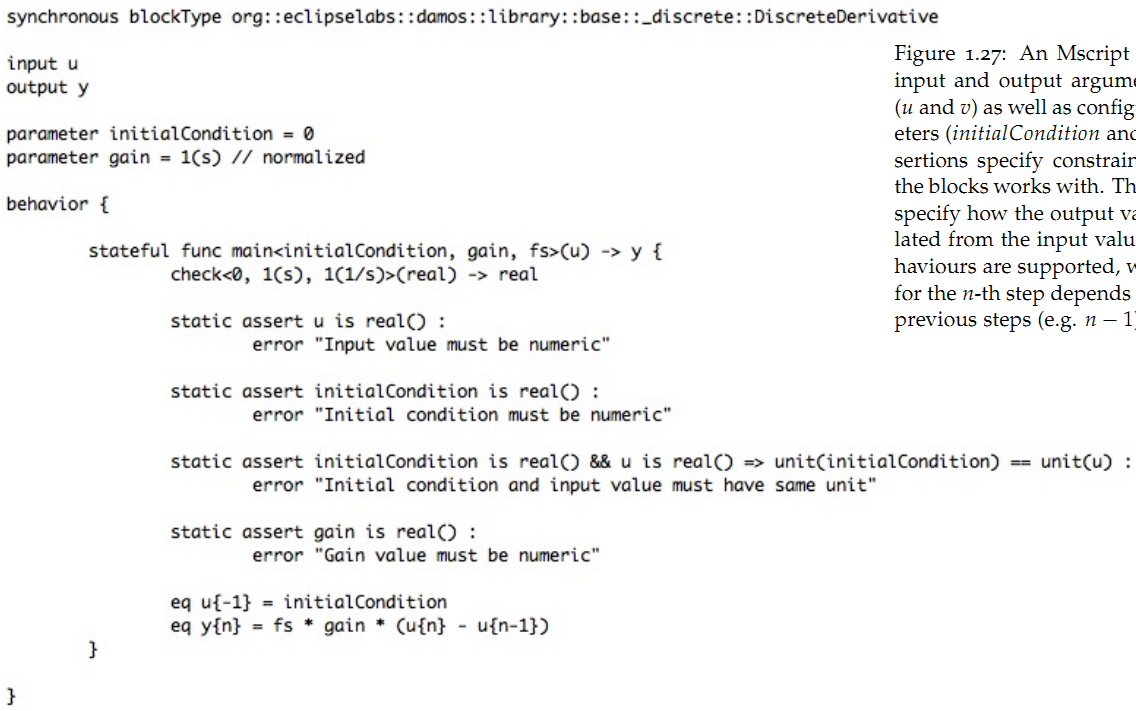 synchronous blockType org::eclipselabs::damos::library::base::_discrete::DiscreteDerivative
input u
output y
parameter initialCondition = 0
parameter gain = 1(s) // normalized
behavior {
stateful func main<initialCondition, gain, fs>(u) -> y {
check<0, 1(s), 1(1/s)>(real) -> real
static assert u is real() :
error "Input value must be numeric"
static assert initialCondition is real() :
error "Initial condition must be numeric"
static assert initialCondition is real() && u is real() => unit(initialCondition) == unit(u) :
error "Initial condition and input value must have same unit"
static assert gain is real() :
error "Gain value must be numeric"
eq u{-1} = initialCondition
eq y{n} = fs * gain * (u{n} - u{n-1})
}
}
Figure 1.27: An Mscript
input and output argume
(u and v) as well as config
eters (initialCondition and
sertions specify constrain
the blocks works with. Th
specify how the output va
lated from the input valu
haviours are supported, w
for the n-th step depends
previous steps (e.g. n − 1)